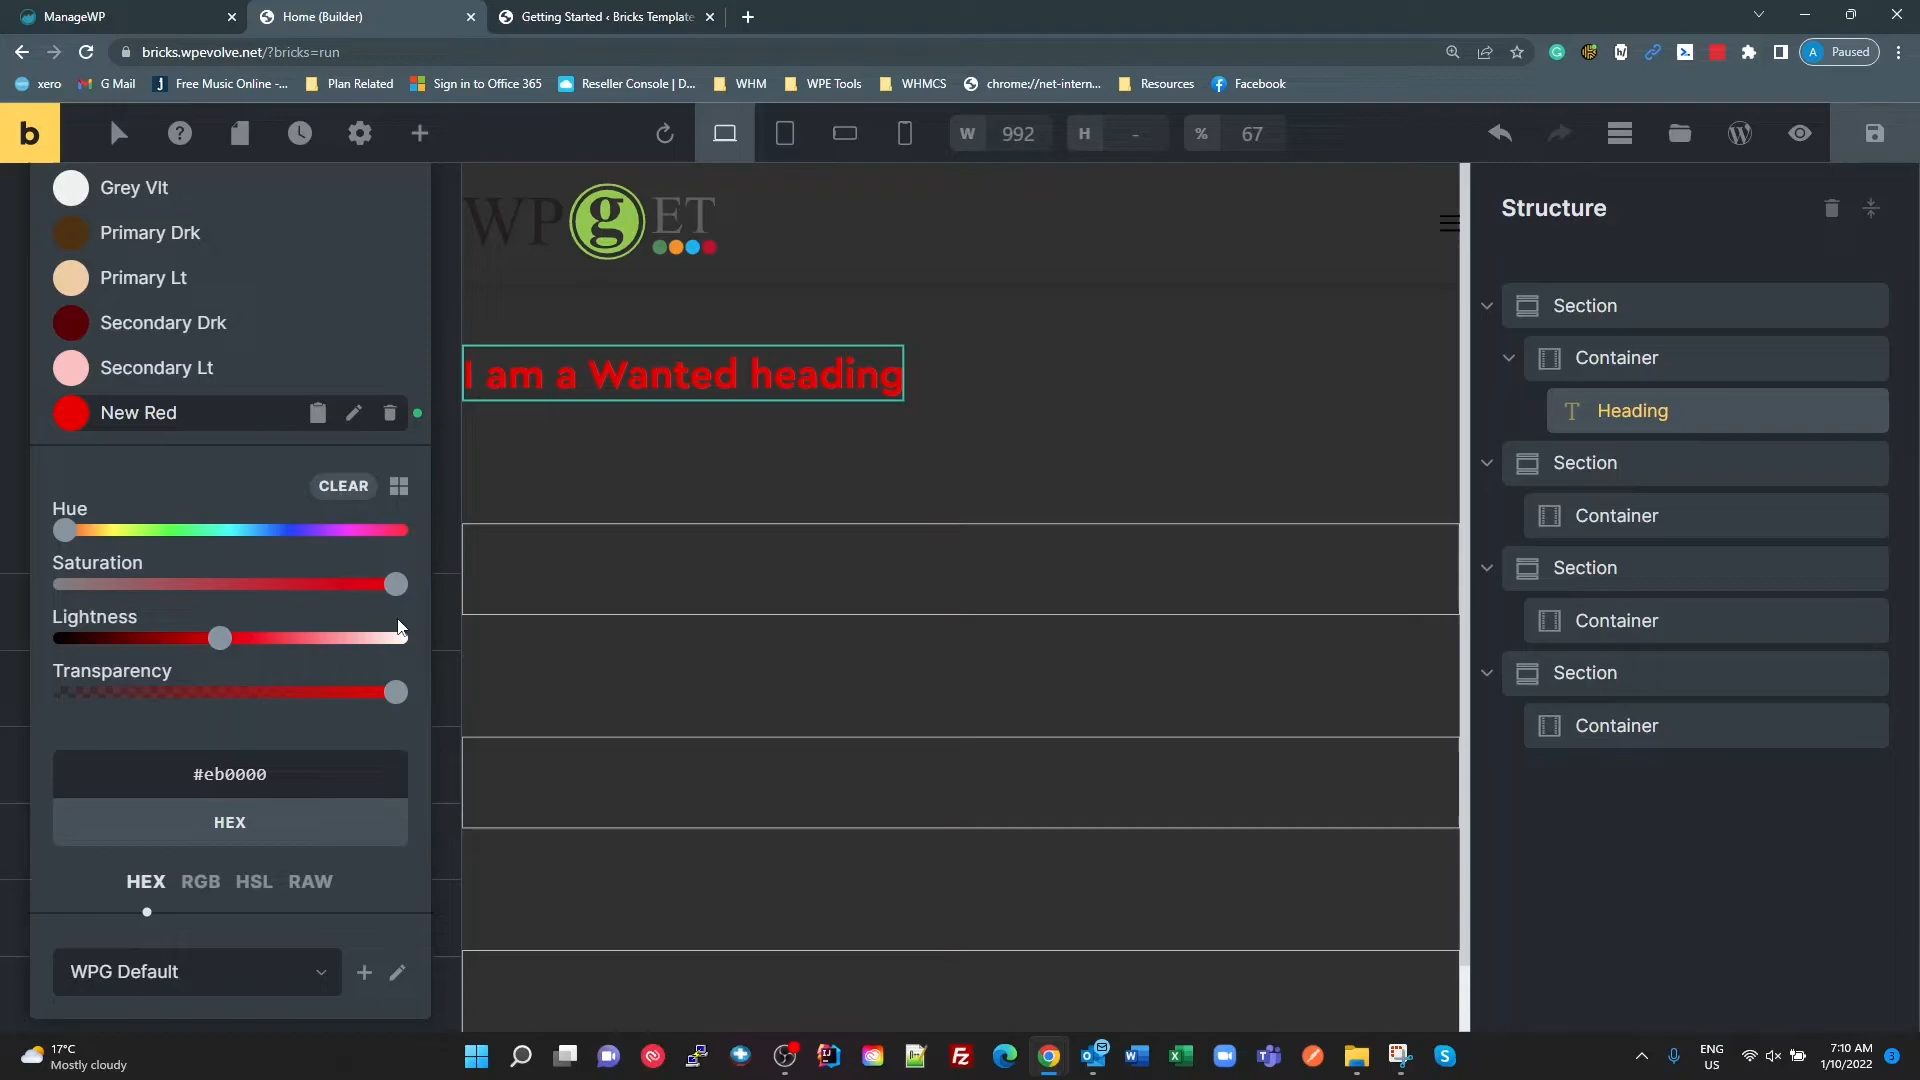 ManageWP
Home (Builder)
Getting Started ‹ Bricks Template
bricks.wpevolve.net/?bricks=run
A Paused
xero
G Mail
Free Music Online -...
Plan Related
Sign in to Office 365
Reseller Console | D...
WHM
WPE Tools
WHMCS
chrome://net-intern...
Resources
Facebook
b
W 992
H -
% 67
Grey Vlt
Primary Drk
Primary Lt
Secondary Drk
Secondary Lt
New Red
CLEAR
Hue
Saturation
Lightness
Transparency
#eb0000
HEX
HEX RGB HSL RAW
WPG Default
WP g ET
I am a Wanted heading
Structure
Section
Container
Heading
Section
Container
Section
Container
Section
Container
17°C
Mostly cloudy
ENG
US
7:10 AM
1/10/2022
3